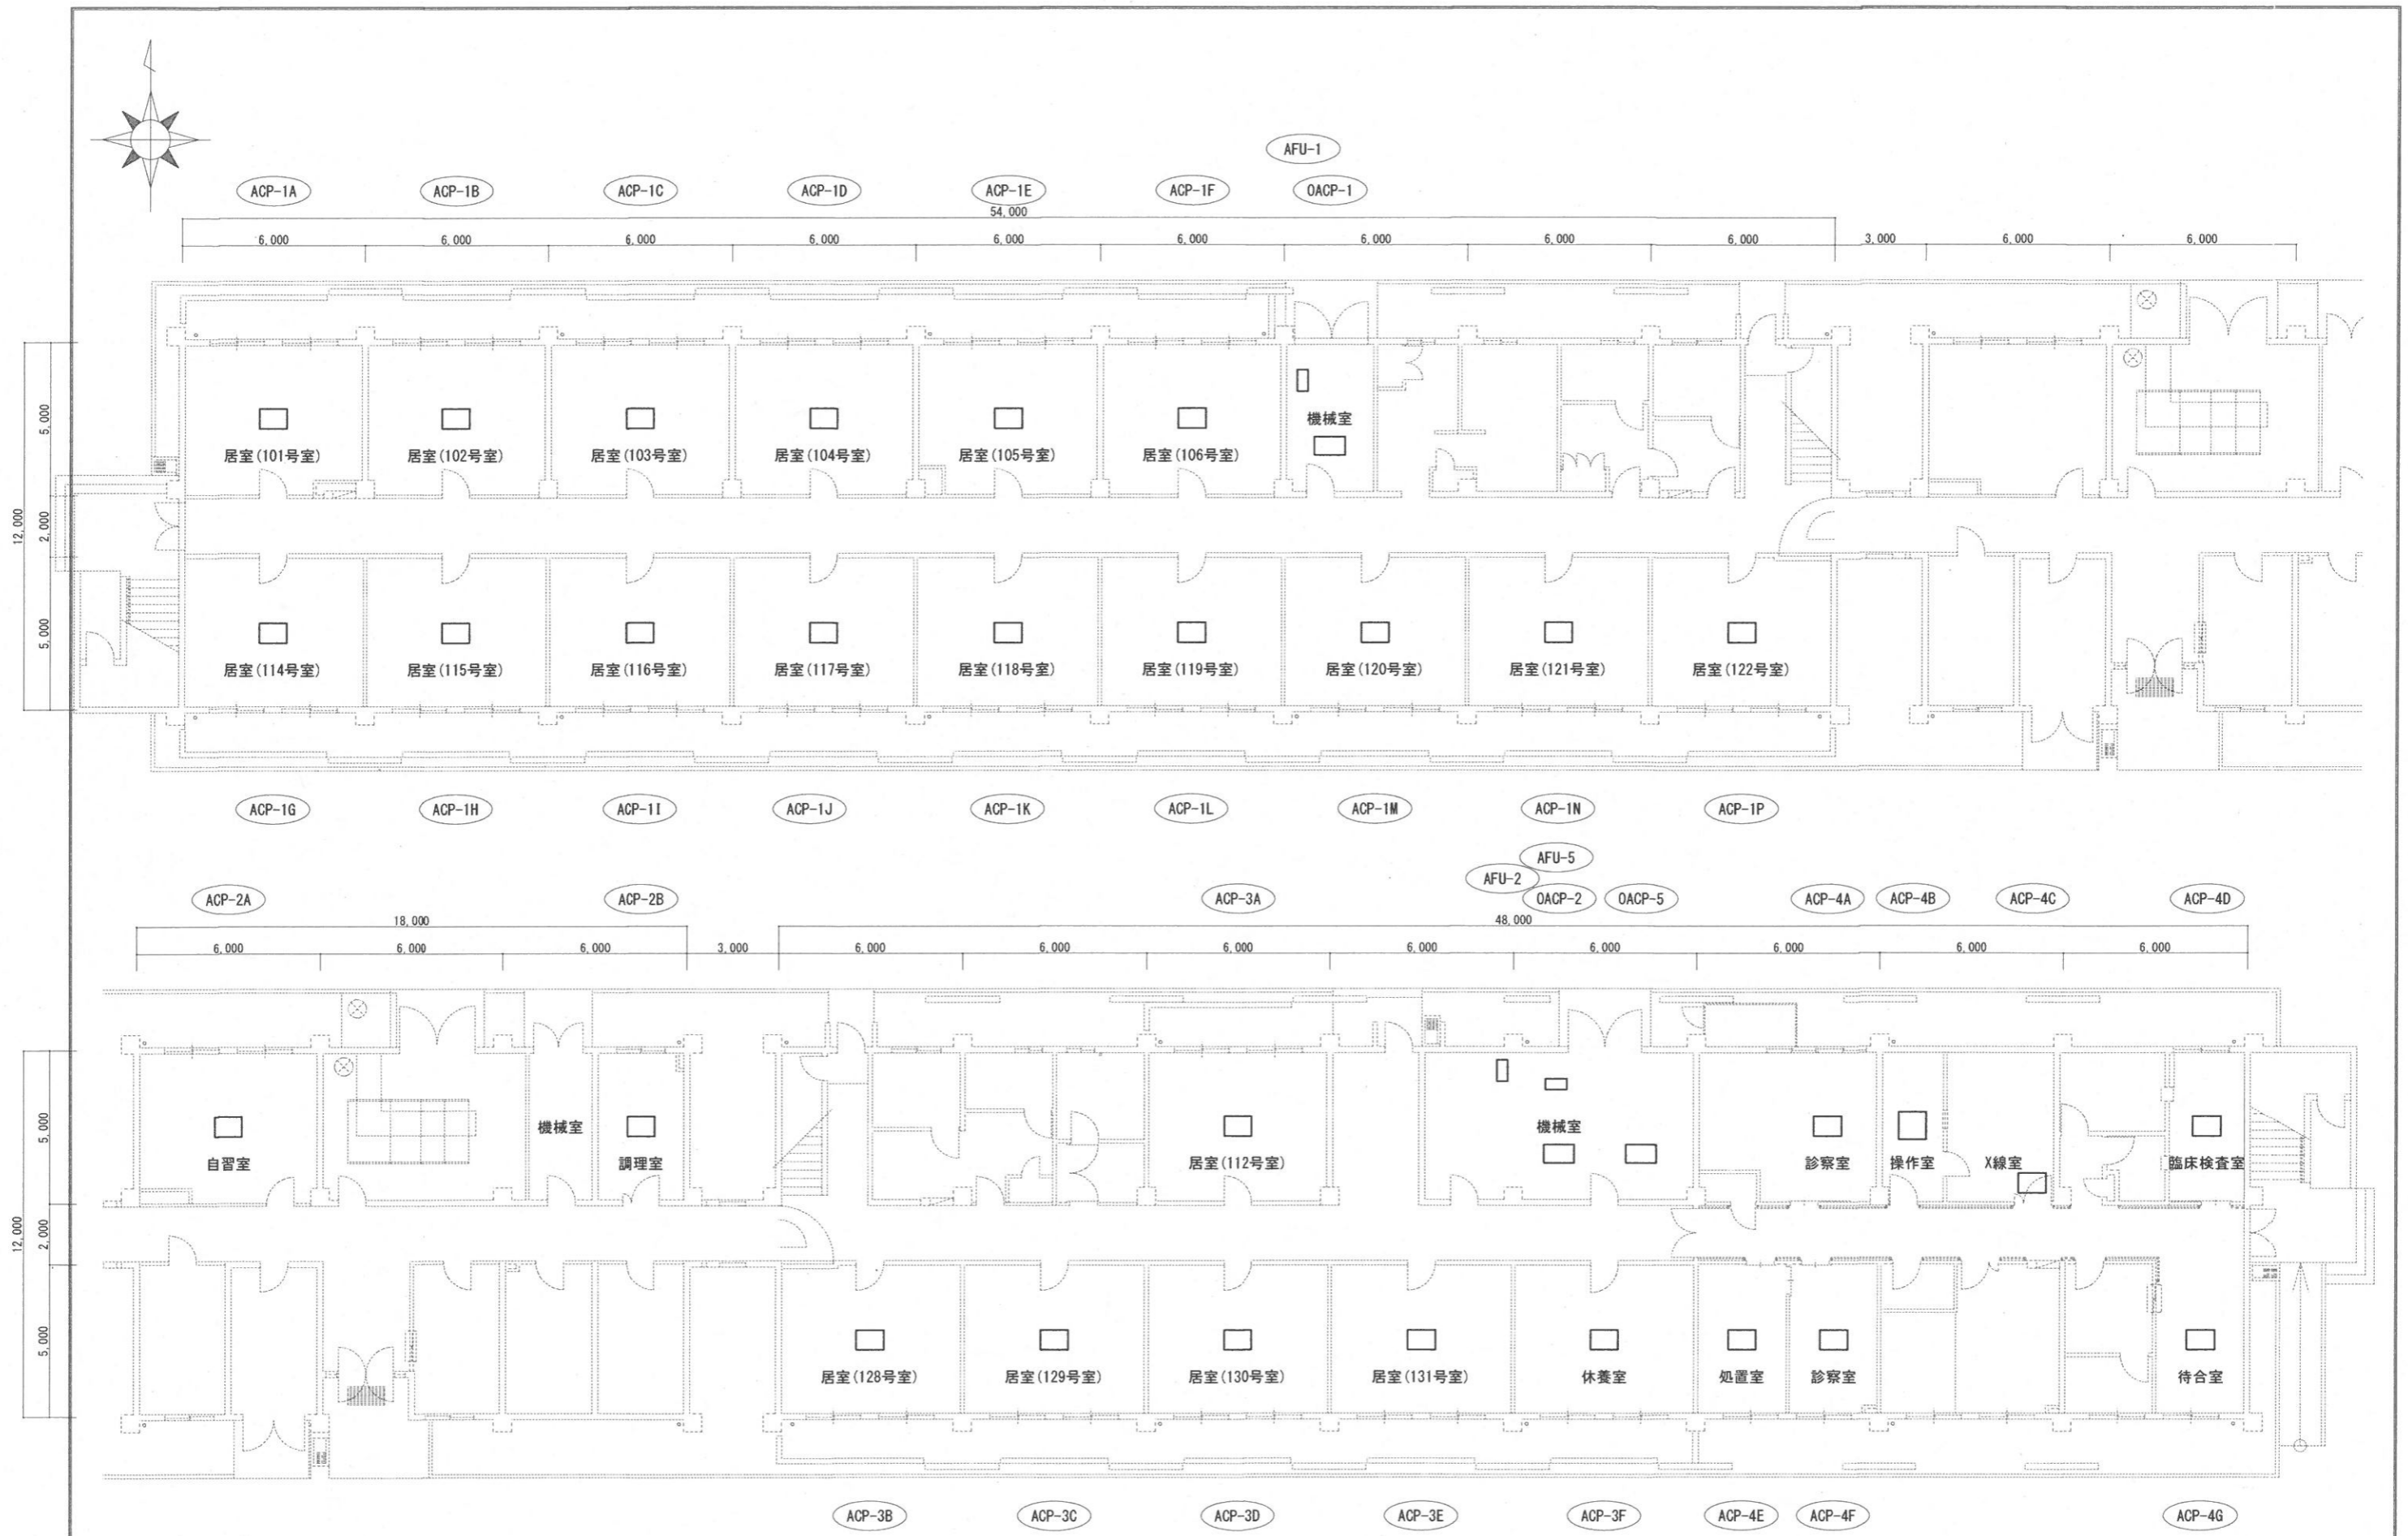 AFU-1
ACP-1A ACP-1B ACP-1C ACP-1D ACP-1E ACP-1F OACP-1
54,000
6,000 6,000 6,000 6,000 6,000 6,000 6,000 6,000 6,000 3,000 6,000 6,000
12,000
5,000
2,000
5,000
機械室
居室(101号室) 居室(102号室) 居室(103号室) 居室(104号室) 居室(105号室) 居室(106号室)
居室(114号室) 居室(115号室) 居室(116号室) 居室(117号室) 居室(118号室) 居室(119号室) 居室(120号室) 居室(121号室) 居室(122号室)
ACP-1G ACP-1H ACP-1I ACP-1J ACP-1K ACP-1L ACP-1M ACP-1N ACP-1P
AFU-5
AFU-2
ACP-2A ACP-2B ACP-3A OACP-2 OACP-5 ACP-4A ACP-4B ACP-4C ACP-4D
18,000 48,000
6,000 6,000 6,000 3,000 6,000 6,000 6,000 6,000 6,000 6,000 6,000 6,000
12,000
5,000
2,000
5,000
機械室 機械室
自習室 調理室 居室(112号室) 診察室 操作室 X線室 臨床検査室
居室(128号室) 居室(129号室) 居室(130号室) 居室(131号室) 休養室 処置室 診察室 待合室
ACP-3B ACP-3C ACP-3D ACP-3E ACP-3F ACP-4E ACP-4F ACP-4G